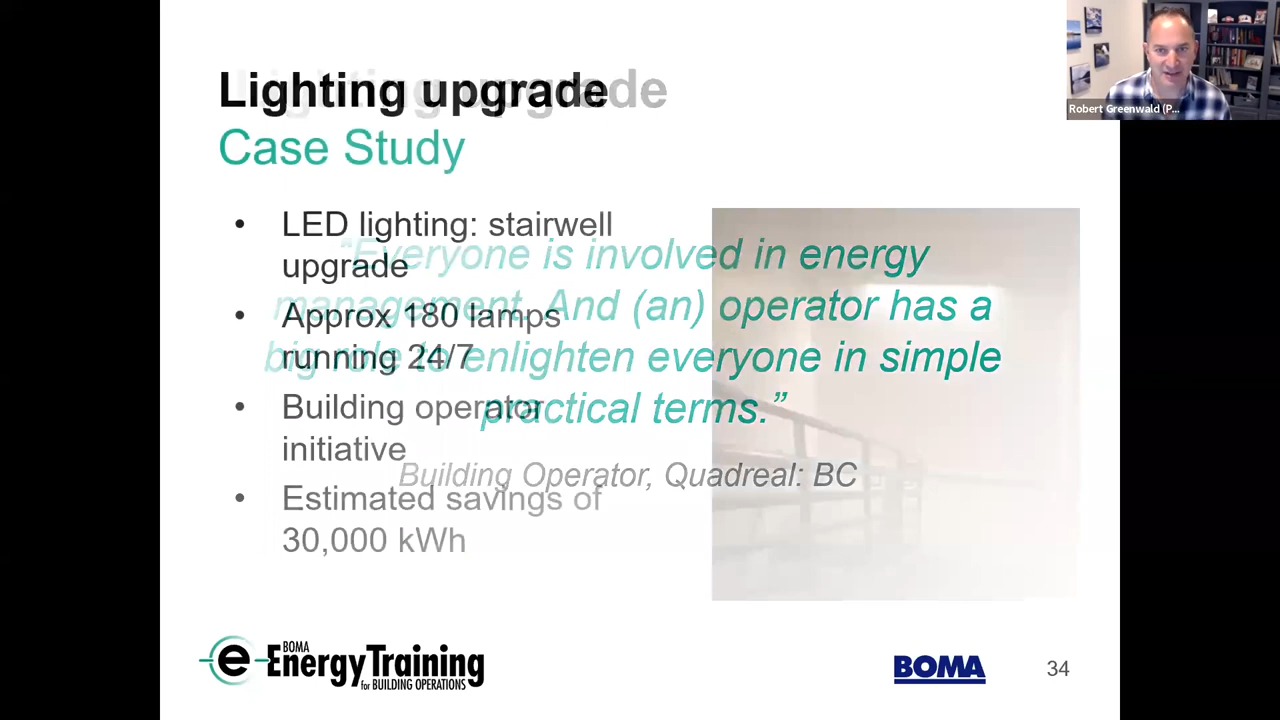 Lighting upgrade
Case Study
• LED lighting: stairwell
upgrade
• Approx 180 lamps
running 24/7
• Building operator
initiative
• Estimated savings of
30,000 kWh
“Everyone is involved in energy
management. And (an) operator has a
big role to enlighten everyone in simple
practical terms.”
Building Operator, Quadreal: BC
Robert Greenwald (P...
e BOMA
Energy Training
for BUILDING OPERATIONS
BOMA
34